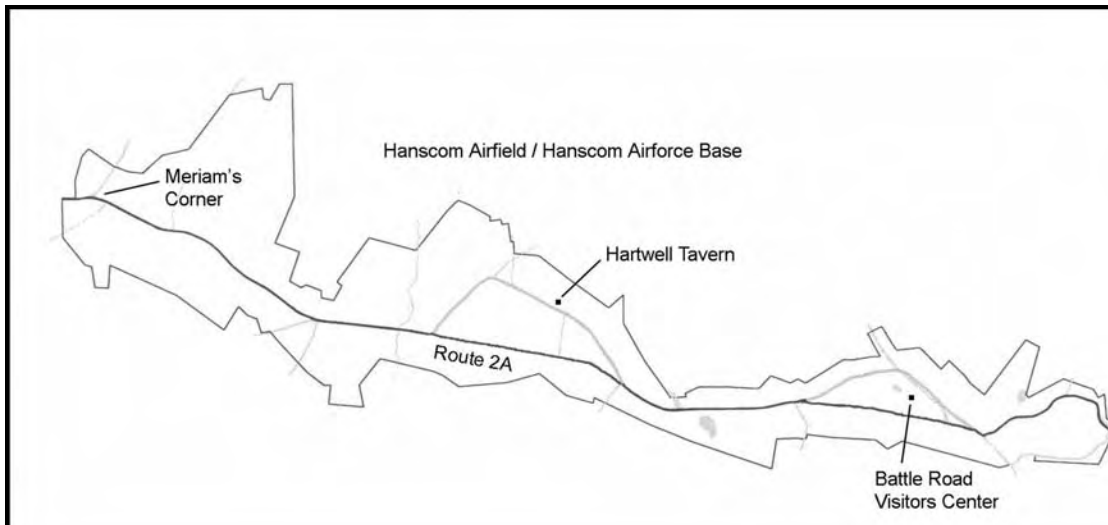 Hanscom Airfield / Hanscom Airforce Base
Meriam's
Corner
Hartwell Tavern
Route 2A
Battle Road
Visitors Center